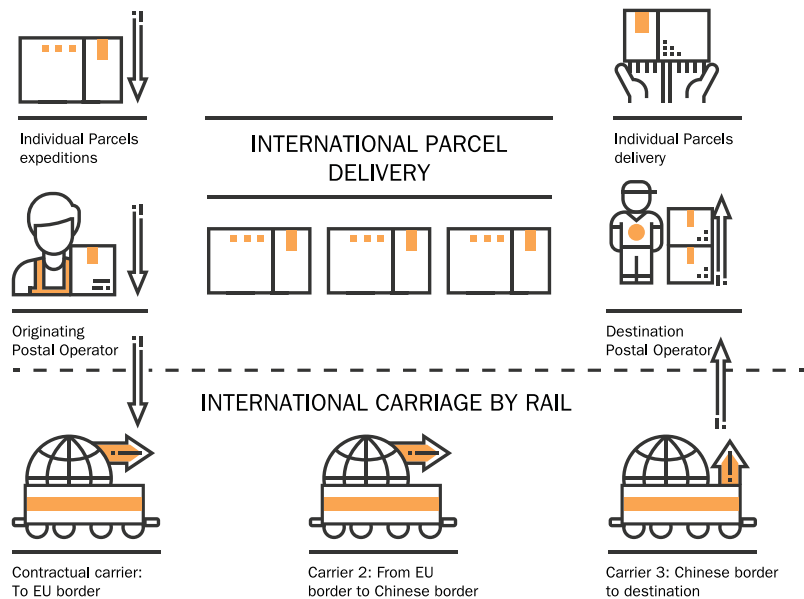 Individual Parcels
expeditions
INTERNATIONAL PARCEL
DELIVERY
Individual Parcels
delivery
Originating
Postal Operator
Destination
Postal Operator
INTERNATIONAL CARRIAGE BY RAIL
Contractual carrier:
To EU border
Carrier 2: From EU
border to Chinese border
Carrier 3: Chinese border
to destination